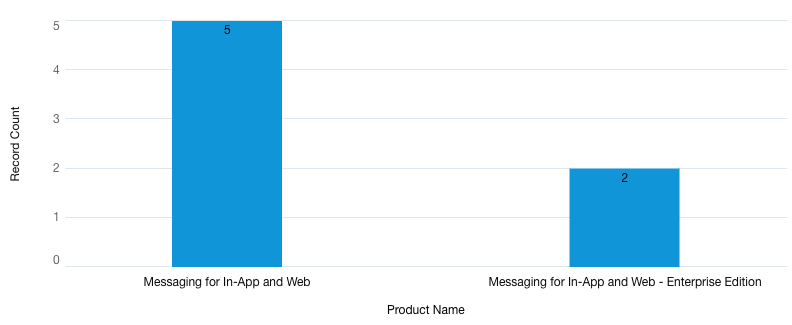 Record Count
5
4
3
2
1
0
5
2
Messaging for In-App and Web
Messaging for In-App and Web - Enterprise Edition
Product Name